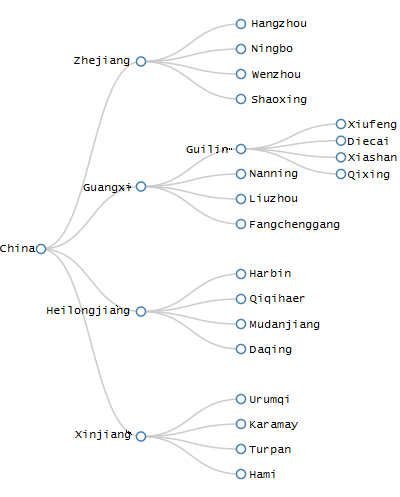 China
Zhejiang
Hangzhou
Ningbo
Wenzhou
Shaoxing
Guangxi
Guilin
Xiufeng
Diecai
Xiashan
Qixing
Nanning
Liuzhou
Fangchenggang
Heilongjiang
Harbin
Qiqihaer
Mudanjiang
Daqing
Xinjiang
Urumqi
Karamay
Turpan
Hami